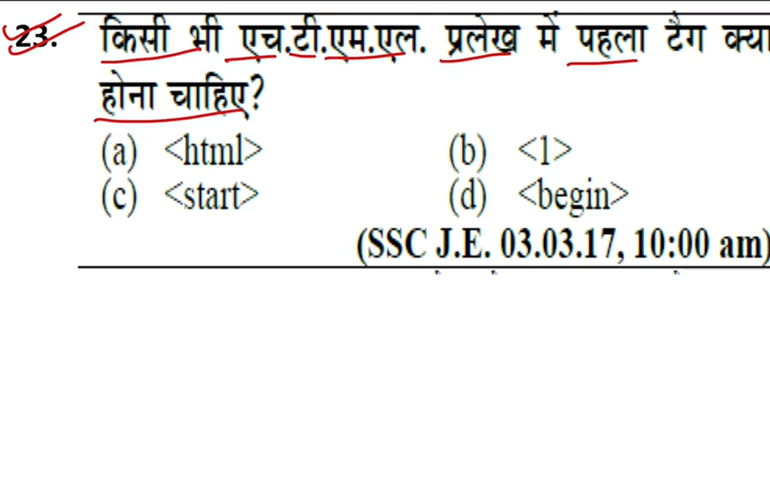 23. किसी भी एच.टी.एम.एल. प्रलेख में पहला टैग क्या
होना चाहिए?
(a) <html> (b) <1>
(c) <start> (d) <begin>
(SSC J.E. 03.03.17, 10:00 am)